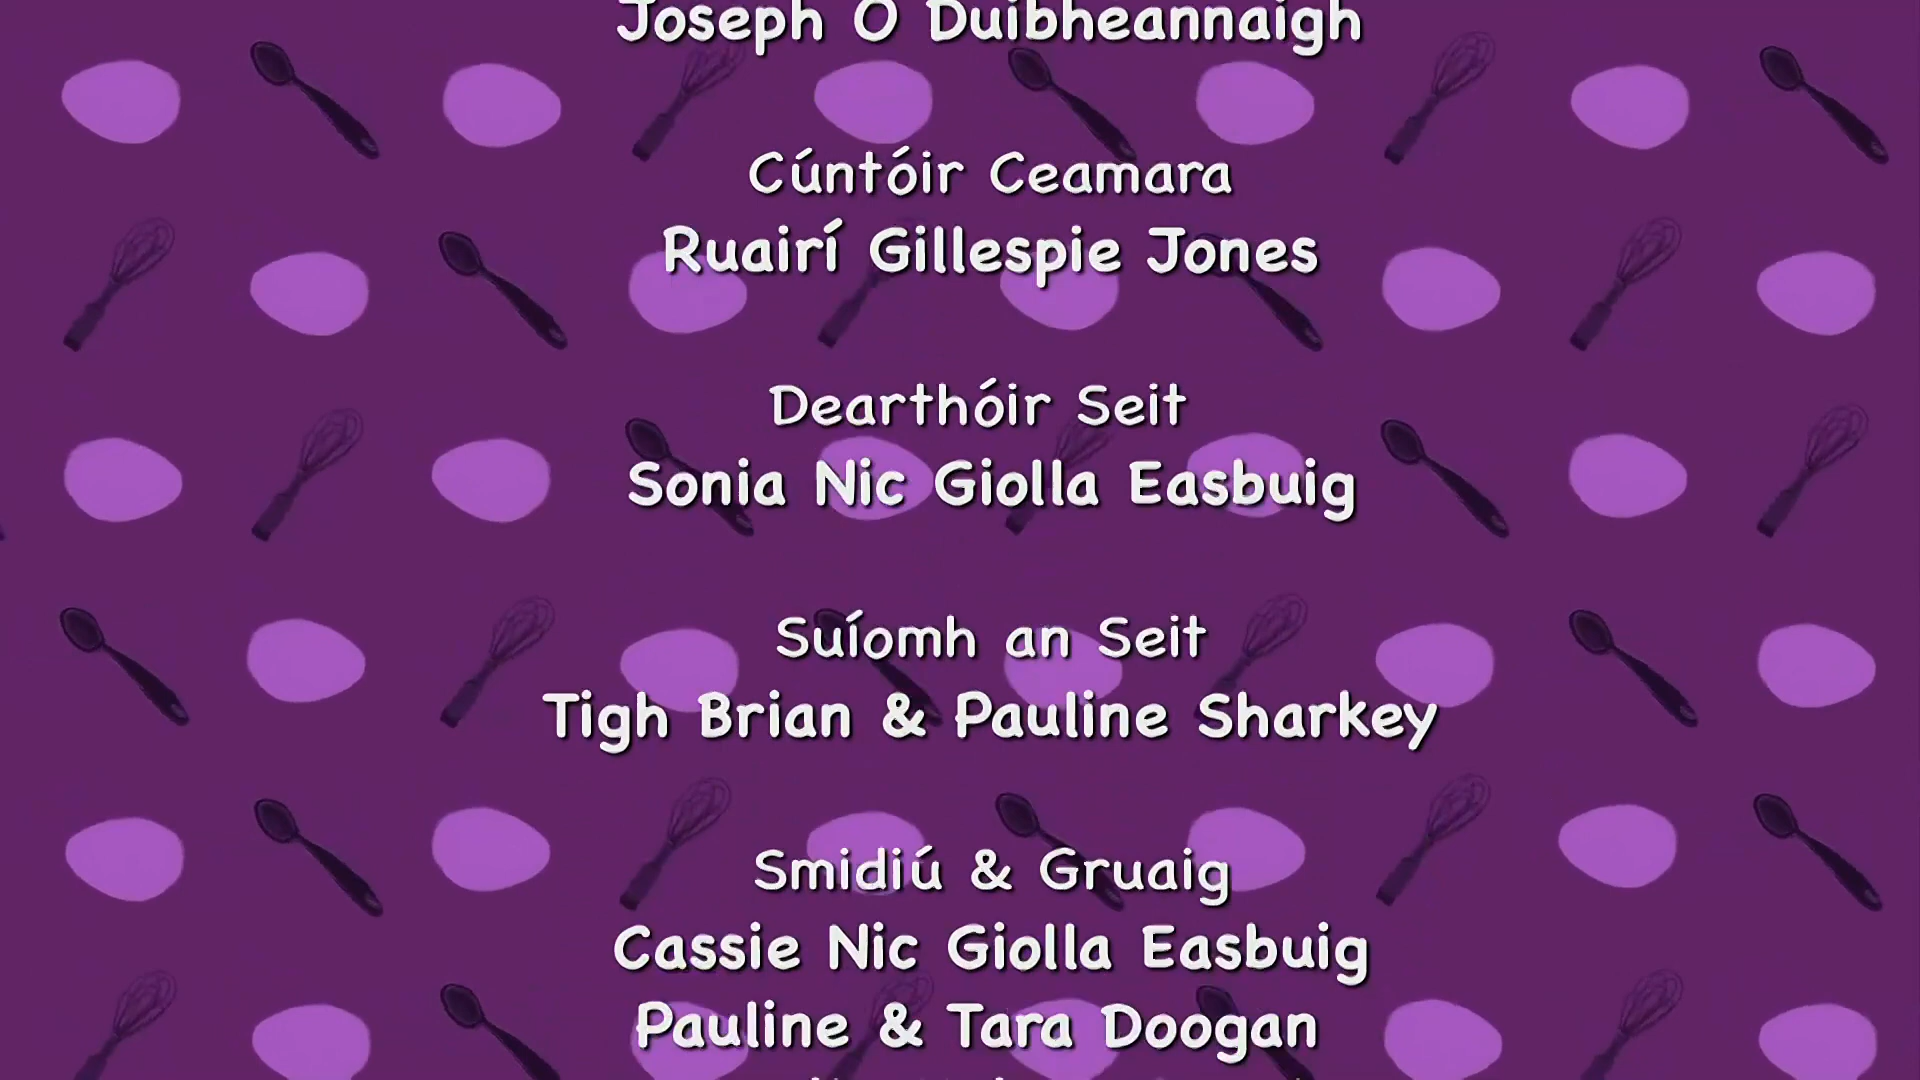 Joseph Ó Duibheannaigh
Cúntóir Ceamara
Ruairí Gillespie Jones
Dearthóir Seit
Sonia Nic Giolla Easbuig
Suíomh an Seit
Tigh Brian & Pauline Sharkey
Smidiú & Gruaig
Cassie Nic Giolla Easbuig
Pauline & Tara Doogan